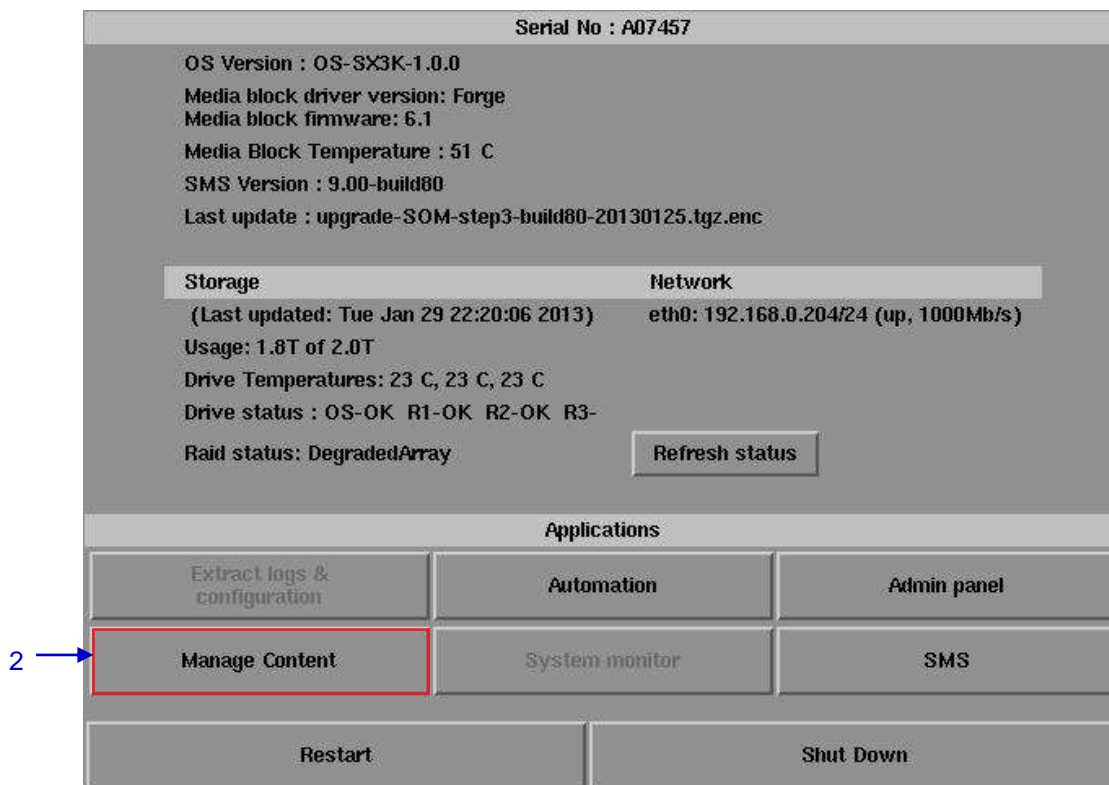 Serial No : A07457
OS Version : OS-SX3K-1.0.0
Media block driver version: Forge
Media block firmware: 6.1
Media Block Temperature : 51 C
SMS Version : 9.00-build80
Last update : upgrade-SOM-step3-build80-20130125.tgz.enc
Storage Network
(Last updated: Tue Jan 29 22:20:06 2013) eth0: 192.168.0.204/24 (up, 1000Mb/s)
Usage: 1.8T of 2.0T
Drive Temperatures: 23 C, 23 C, 23 C
Drive status : OS-OK R1-OK R2-OK R3-
Raid status: DegradedArray Refresh status
Applications
Extract logs &
configuration
Automation
Admin panel
2
Manage Content
System monitor
SMS
Restart
Shut Down